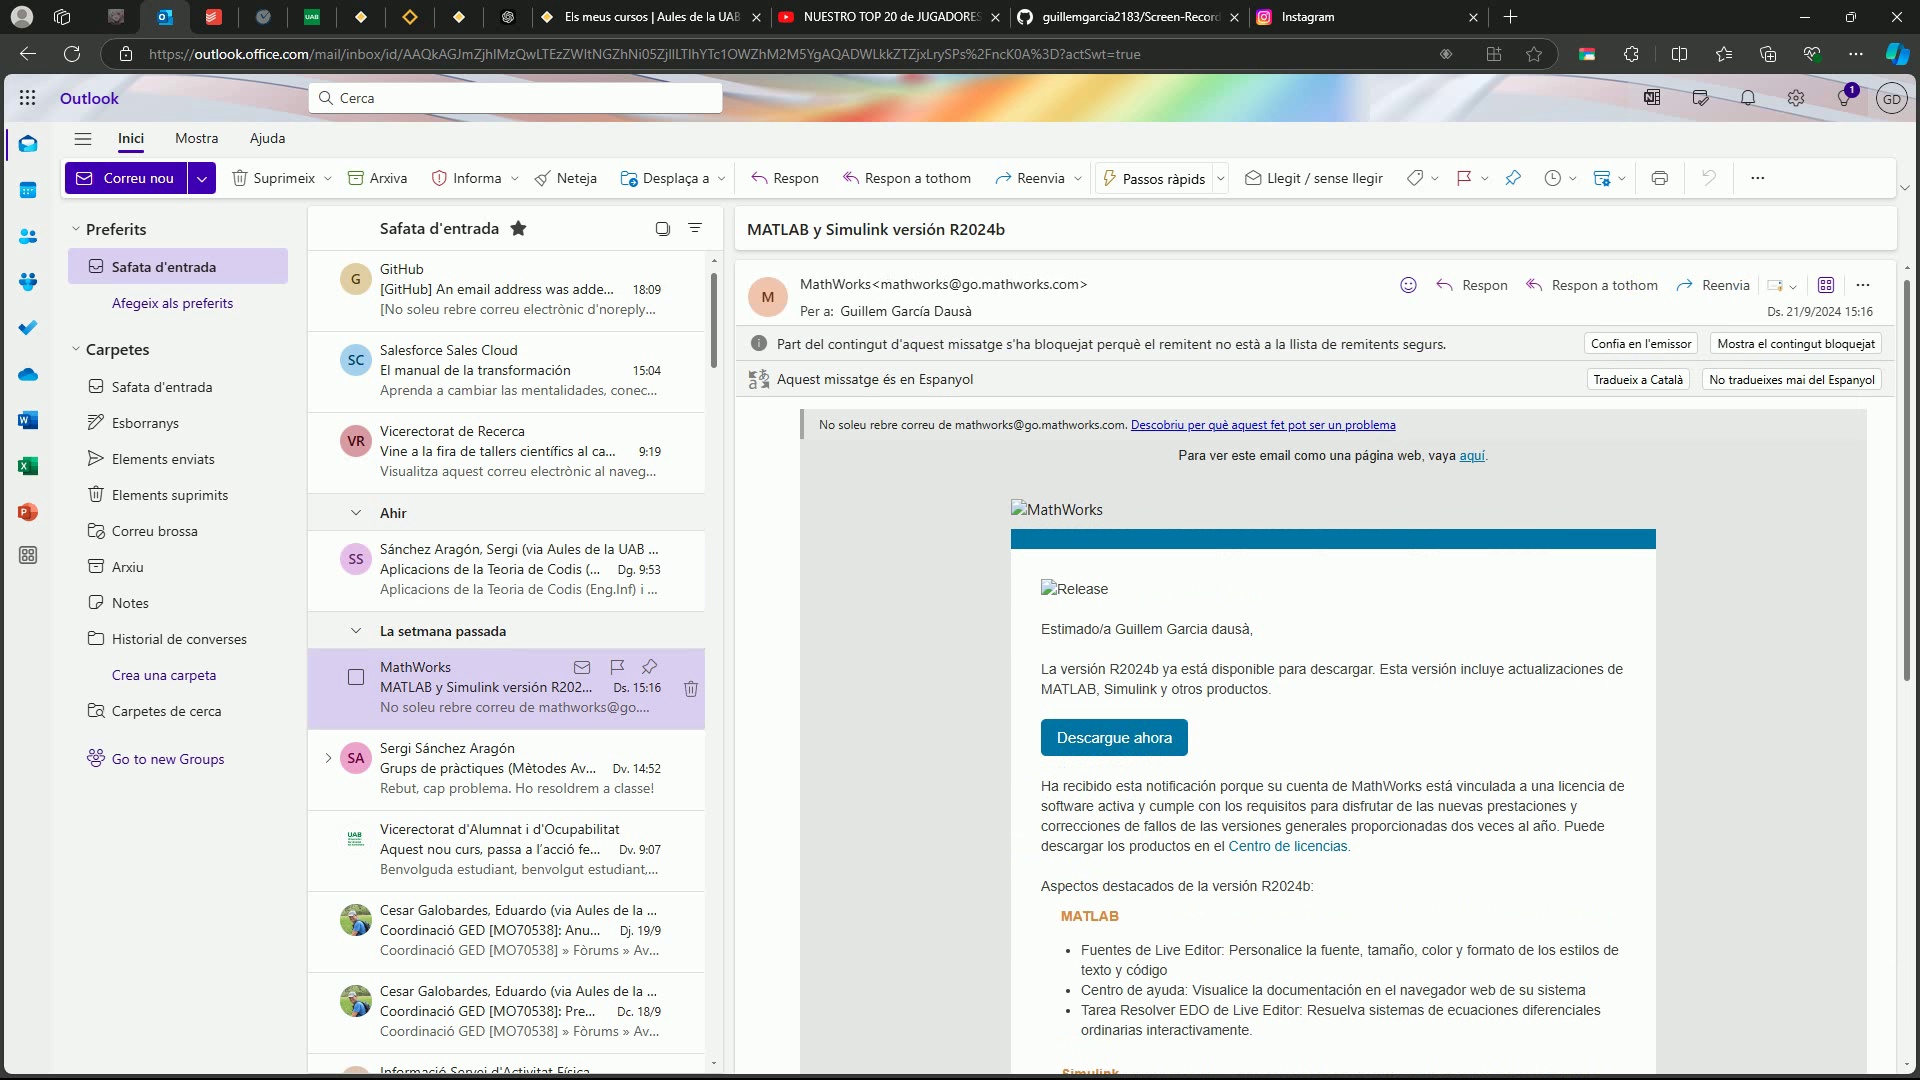 UAB
Els meus cursos | Aules de la UAB
NUESTRO TOP 20 de JUGADORES
guillemgarcia2183/Screen-Record
Instagram
https://outlook.office.com/mail/inbox/id/
Outlook
Cerca
1
GD
Inici
Mostra
Ajuda
Correu nou
Suprimeix
Arxiva
Informa
Neteja
Desplaça a
Respon
Respon a tothom
Reenvia
Passos ràpids
Llegit / sense llegir
Preferits
Safata d'entrada
Afegeix als preferits
Carpetes
Safata d'entrada
Esborranys
Elements enviats
Elements suprimits
Correu brossa
Arxiu
Notes
Historial de converses
Crea una carpeta
Carpetes de cerca
Go to new Groups
Safata d'entrada
G
GitHub
[GitHub] An email address was adde... 18:09
[No soleu rebre correu electrònic d'noreply...
SC
Salesforce Sales Cloud
El manual de la transformación 15:04
Aprenda a cambiar las mentalidades, conec...
VR
Vicerectorat de Recerca
Vine a la fira de tallers científics al ca... 9:19
Visualitza aquest correu electrònic al naveg...
Ahir
SS
Sánchez Aragón, Sergi (via Aules de la UAB ...
Aplicacions de la Teoria de Codis (... Dg. 9:53
Aplicacions de la Teoria de Codis (Eng.Inf) i ...
La setmana passada
MathWorks
MATLAB y Simulink versión R202... Ds. 15:16
No soleu rebre correu de mathworks@go....
SA
Sergi Sánchez Aragón
Grups de pràctiques (Mètodes Av... Dv. 14:52
Rebut, cap problema. Ho resoldrem a classe!
UAB
Vicerectorat d'Alumnat i d'Ocupabilitat
Aquest nou curs, passa a l'acció fe... Dv. 9:07
Benvolguda estudiant, benvolgut estudiant,...
Cesar Galobardes, Eduardo (via Aules de la ...
Coordinació GED [MO70538]: Anu... Dj. 19/9
Coordinació GED [MO70538] » Fòrums » Av...
Cesar Galobardes, Eduardo (via Aules de la ...
Coordinació GED [MO70538]: Pre... Dc. 18/9
Coordinació GED [MO70538] » Fòrums » Av...
Informació Servei d'Activitat Física
MATLAB y Simulink versión R2024b
M
MathWorks<mathworks@go.mathworks.com>
Per a: Guillem García Dausà
Respon
Respon a tothom
Reenvia
Ds. 21/9/2024 15:16
Part del contingut d'aquest missatge s'ha bloquejat perquè el remitent no està a la llista de remitents segurs.
Confia en l'emissor
Mostra el contingut bloquejat
Aquest missatge és en Espanyol
Tradueix a Català
No tradueixes mai del Espanyol
No soleu rebre correu de mathworks@go.mathworks.com. Descobriu per què aquest fet pot ser un problema
Para ver este email como una página web, vaya aquí.
MathWorks
Release
Estimado/a Guillem Garcia dausà,
La versión R2024b ya está disponible para descargar. Esta versión incluye actualizaciones de
MATLAB, Simulink y otros productos.
Descargue ahora
Ha recibido esta notificación porque su cuenta de MathWorks está vinculada a una licencia de
software activa y cumple con los requisitos para disfrutar de las nuevas prestaciones y
correcciones de fallos de las versiones generales proporcionadas dos veces al año. Puede
descargar los productos en el Centro de licencias.
Aspectos destacados de la versión R2024b:
MATLAB
• Fuentes de Live Editor: Personalice la fuente, tamaño, color y formato de los estilos de
texto y código
• Centro de ayuda: Visualice la documentación en el navegador web de su sistema
• Tarea Resolver EDO de Live Editor: Resuelva sistemas de ecuaciones diferenciales
ordinarias interactivamente.
Simulink